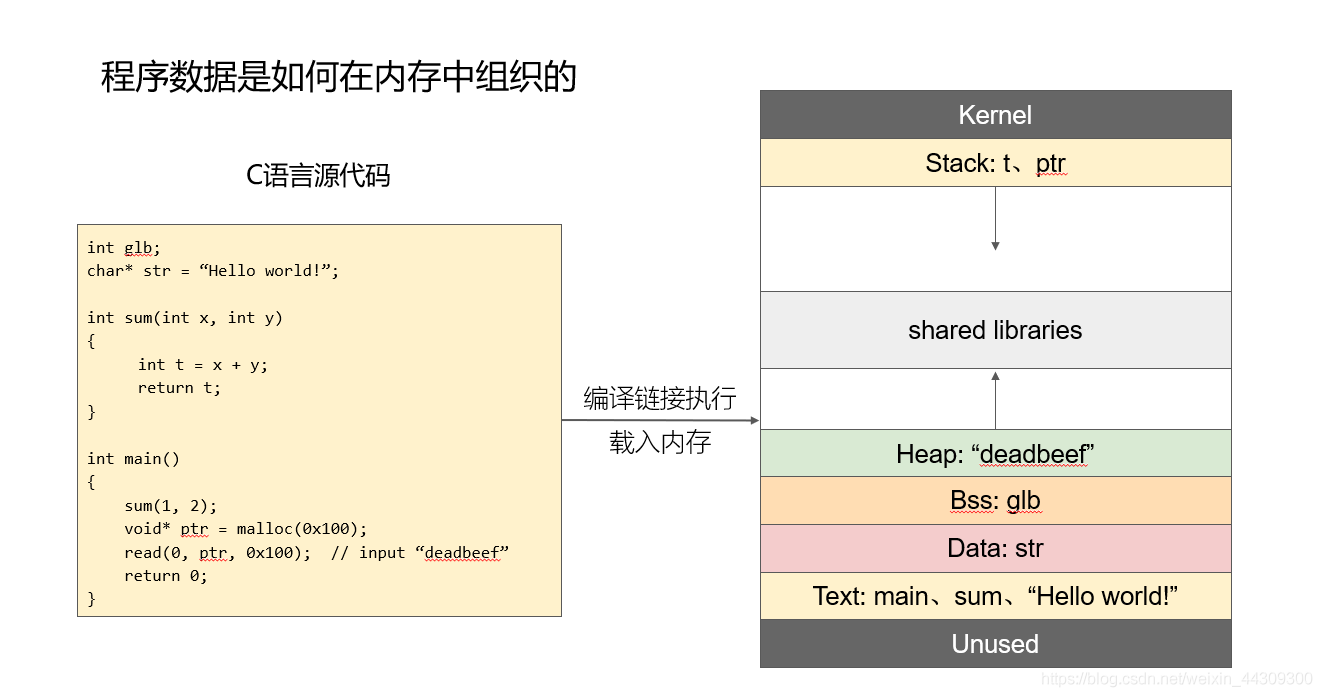 程序数据是如何在内存中组织的
C语言源代码
int glb;
char* str = “Hello world!”;
int sum(int x, int y)
{
int t = x + y;
return t;
}
int main()
{
sum(1, 2);
void* ptr = malloc(0x100);
read(0, ptr, 0x100); // input “deadbeef”
return 0;
}
编译链接执行
载入内存
Kernel
Stack: t、ptr
shared libraries
Heap: “deadbeef”
Bss: glb
Data: str
Text: main、sum、“Hello world!”
Unused
https://blog.csdn.net/weixin_44309300